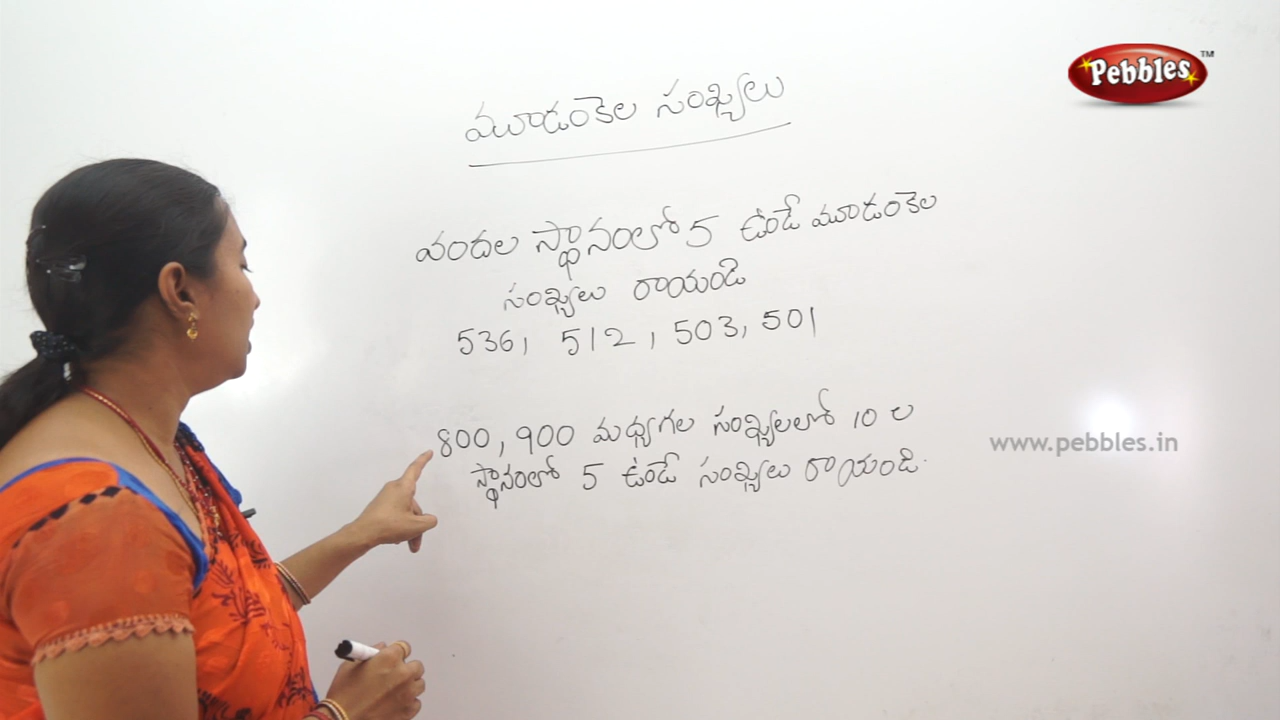 Pebbles™
మూడంకెల సంఖ్యలు
వందల స్థానంలో 5 ఉండే మూడంకెల
సంఖ్యలు రాయండి
536, 512, 503, 501
800, 900 మధ్యగల సంఖ్యలలో 10 ల
స్థానంలో 5 ఉండే సంఖ్యలు రాయండి.
www.pebbles.in